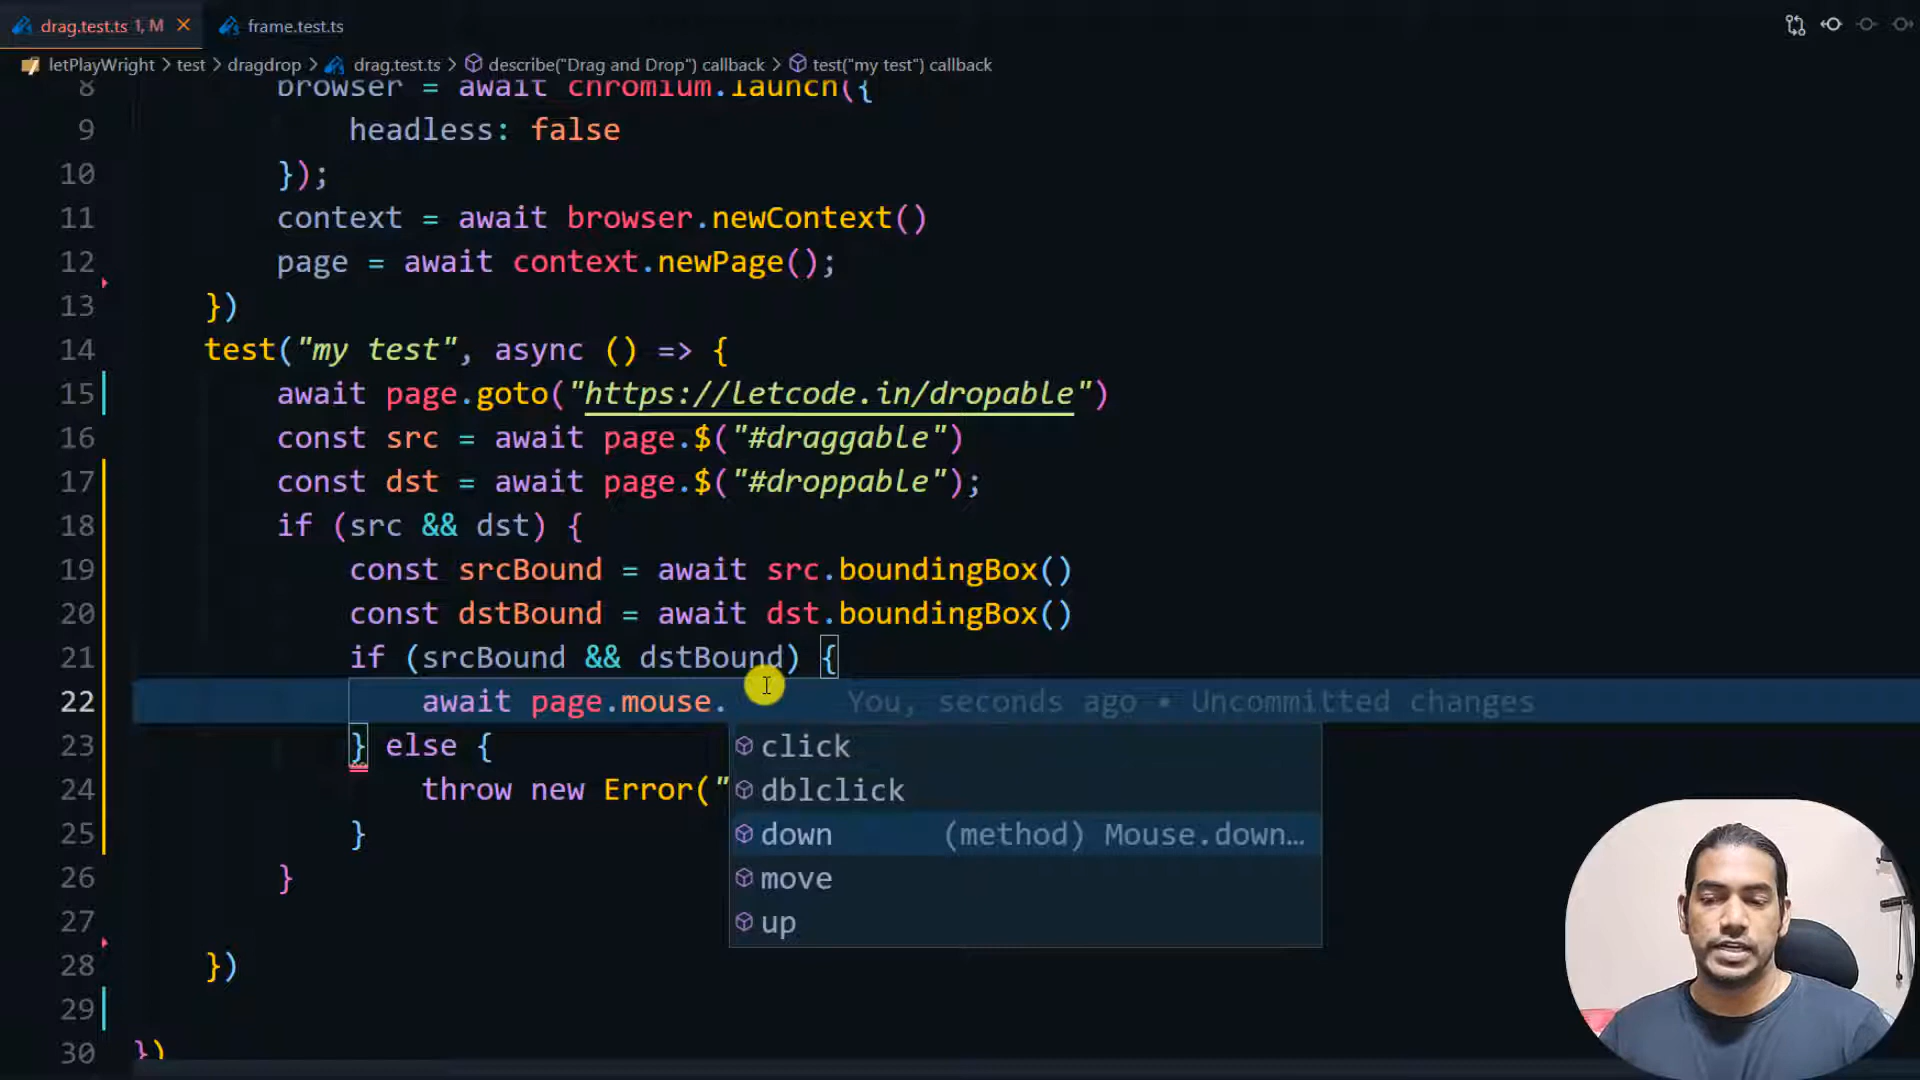 drag.test.ts 1, M
frame.test.ts
letPlayWright > test > dragdrop > drag.test.ts > describe("Drag and Drop") callback > test("my test") callback
8 browser = await chromium.launch({
9 headless: false
10 });
11 context = await browser.newContext()
12 page = await context.newPage();
13 })
14 test("my test", async () => {
15 await page.goto("https://letcode.in/dropable")
16 const src = await page.$("#draggable")
17 const dst = await page.$("#droppable");
18 if (src && dst) {
19 const srcBound = await src.boundingBox()
20 const dstBound = await dst.boundingBox()
21 if (srcBound && dstBound) {
22 await page.mouse. You, seconds ago • Uncommitted changes
click
23 } else {
dblclick
24 throw new Error("
down (method) Mouse.down…
25 }
move
26 }
up
27
28 })
29
30 })